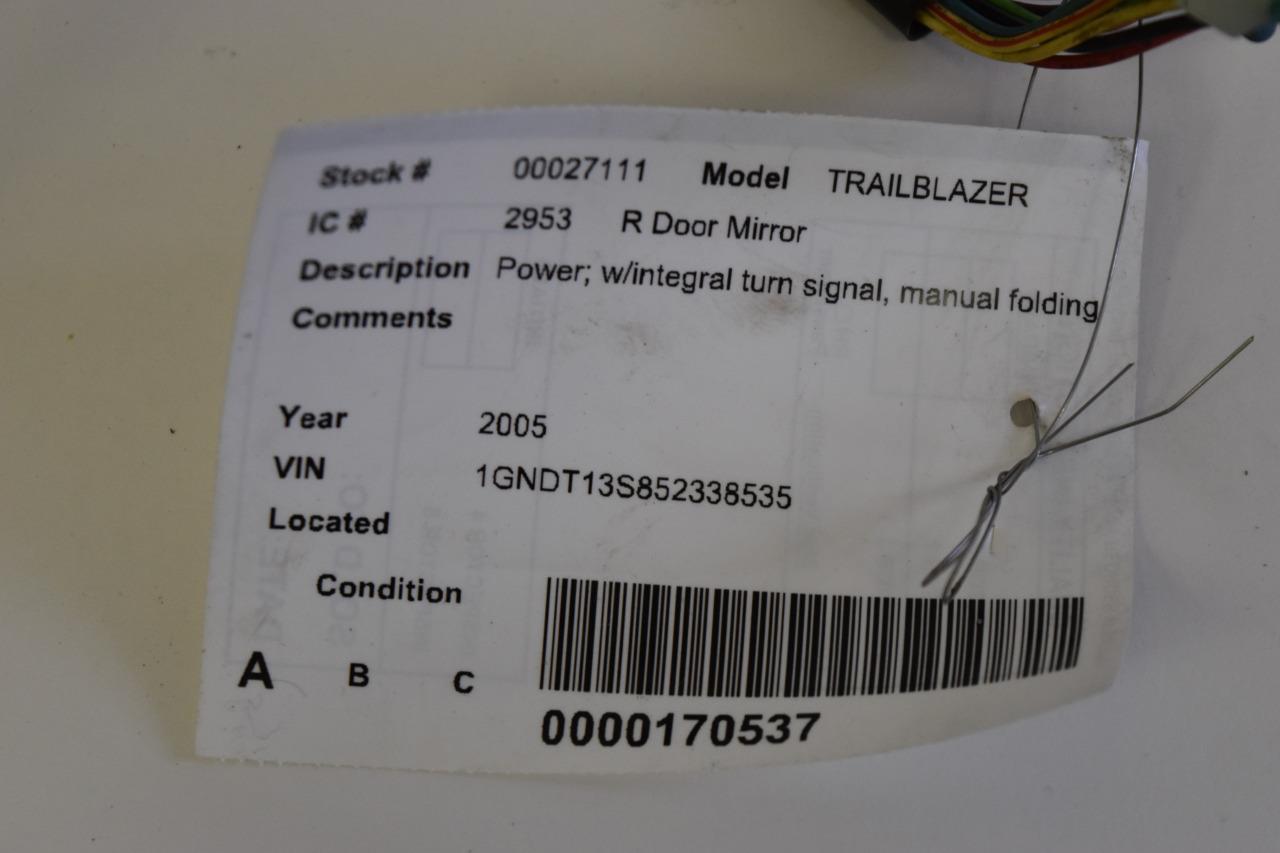 Stock # 00027111 Model TRAILBLAZER
IC # 2953 R Door Mirror
Description Power; w/integral turn signal, manual folding
Comments
Year 2005
VIN 1GNDT13S852338535
Located
Condition
A B C
0000170537